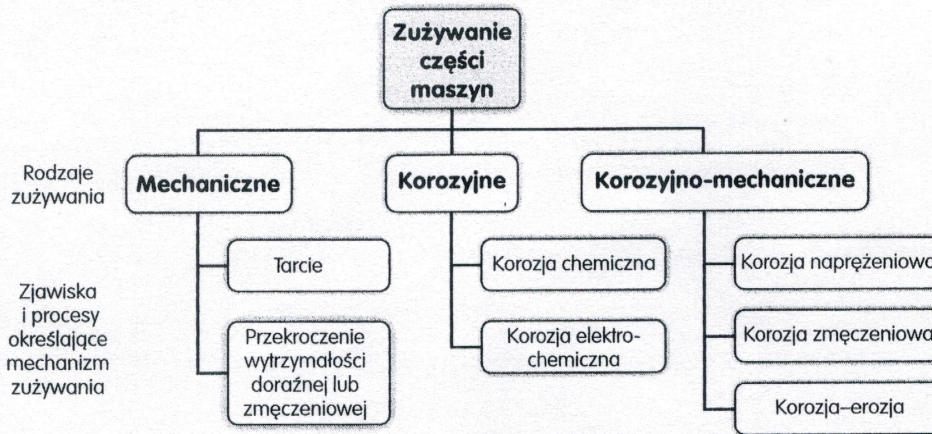 Zużywanie
części
maszyn
Rodzaje
zużywania
Mechaniczne
Korozyjne
Korozyjno-mechaniczne
Zjawiska
i procesy
określające
mechanizm
zużywania
Tarcie
Przekroczenie
wytrzymałości
doraźnej lub
zmęczeniowej
Korozja chemiczna
Korozja elektro-
chemiczna
Korozja naprężeniowa
Korozja zmęczeniowa
Korozja–erozja